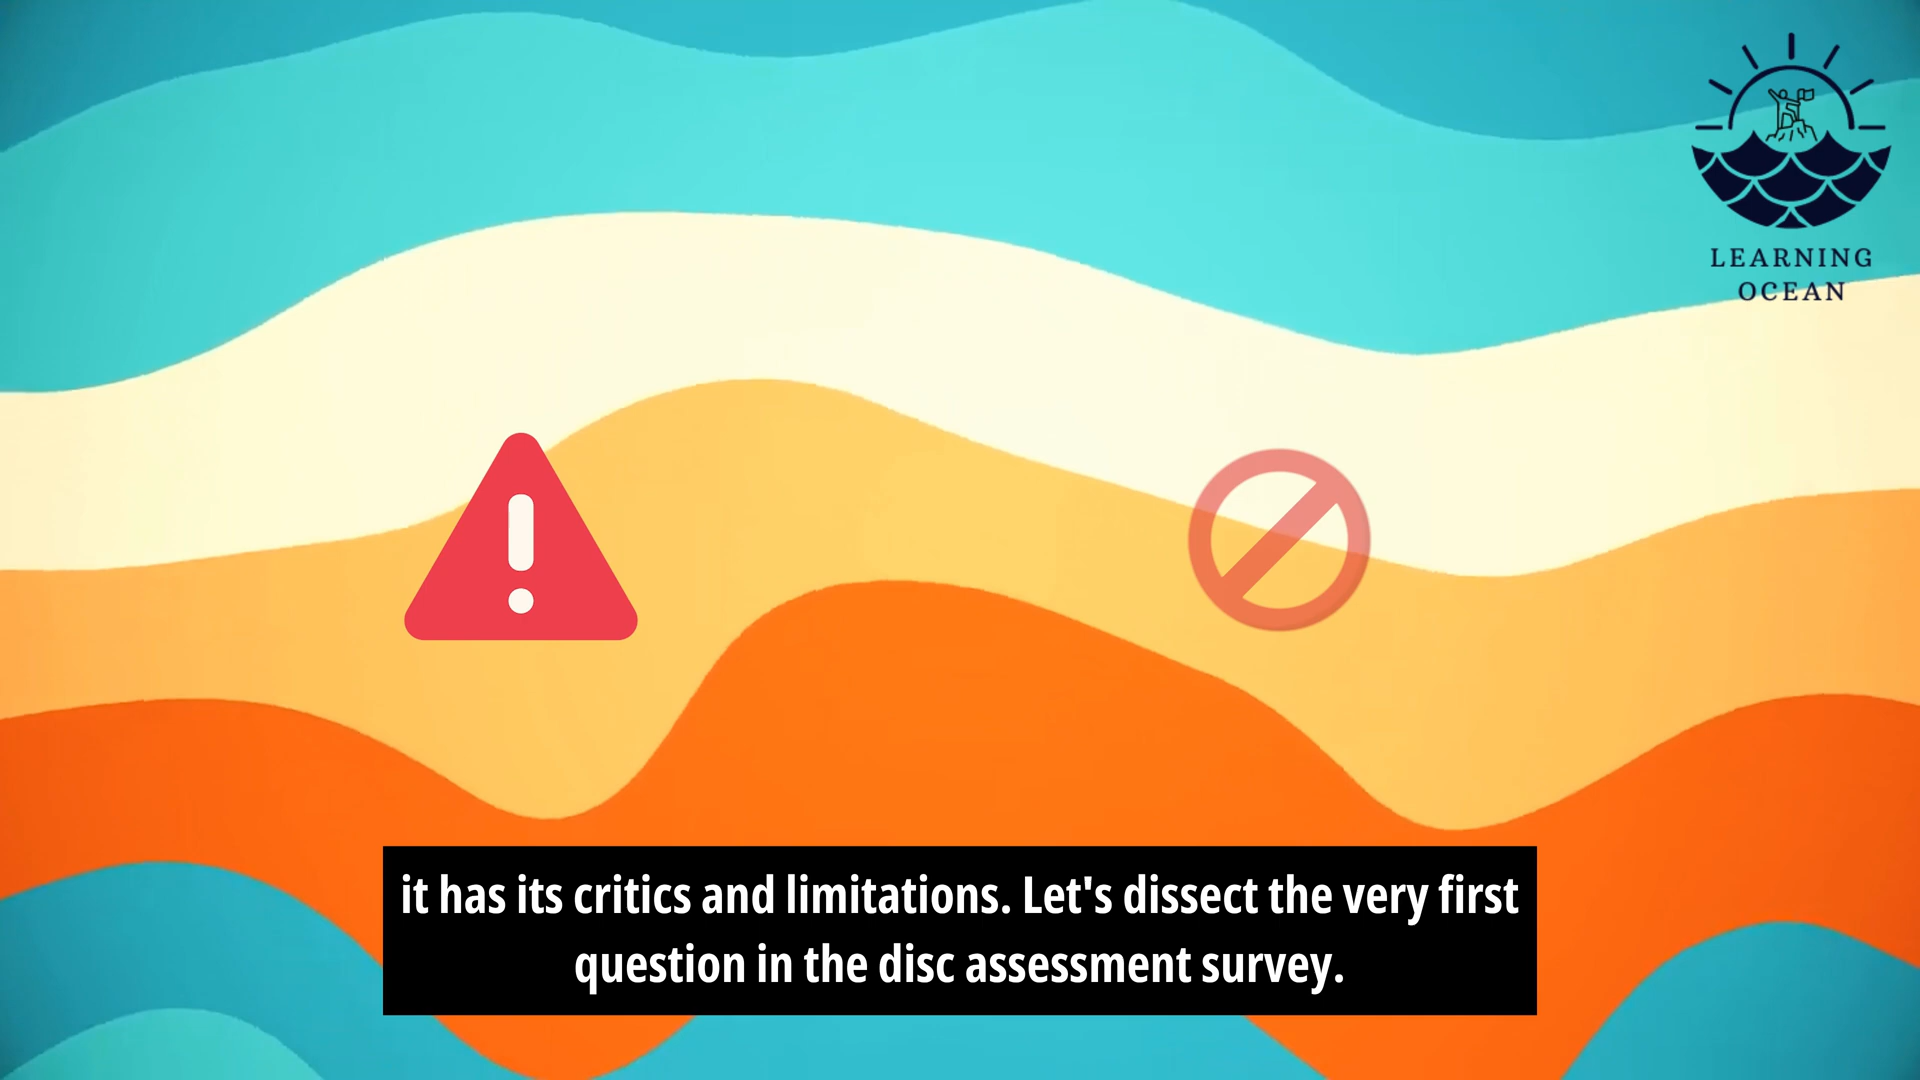 LEARNING
OCEAN
it has its critics and limitations. Let's dissect the very first
question in the disc assessment survey.